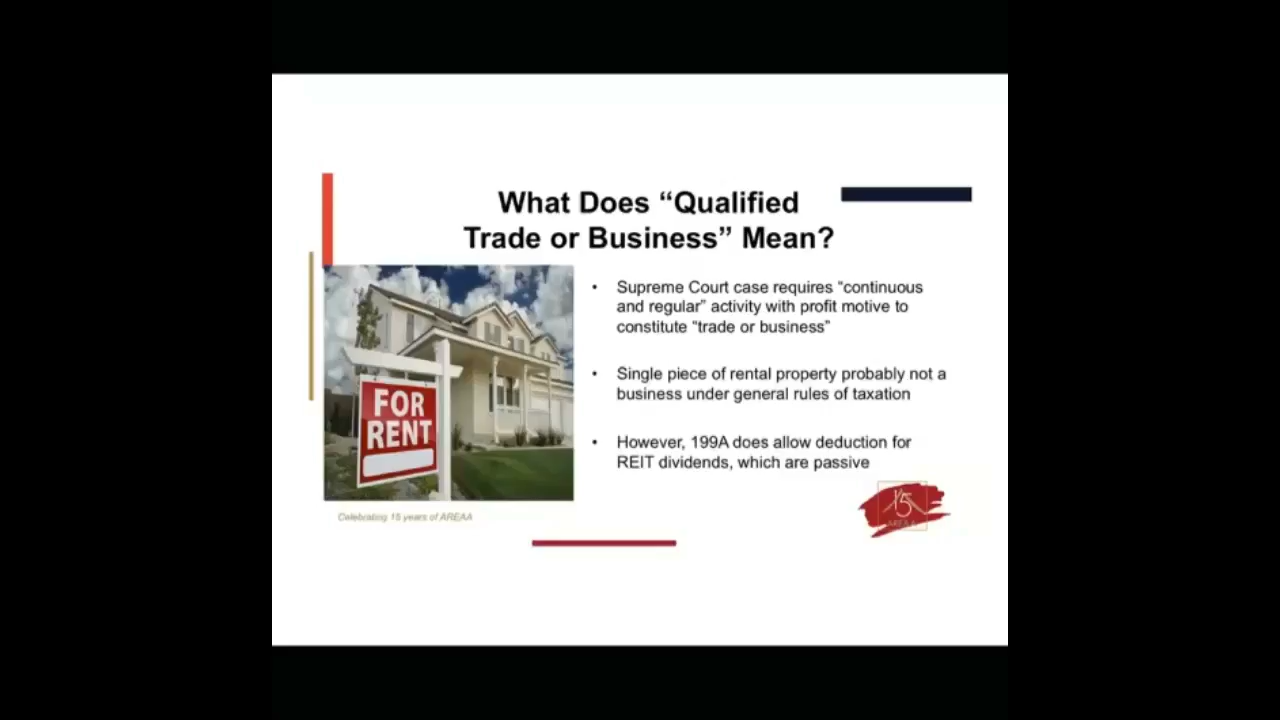 What Does “Qualified
Trade or Business” Mean?
• Supreme Court case requires “continuous
and regular” activity with profit motive to
constitute “trade or business”
• Single piece of rental property probably not a
business under general rules of taxation
• However, 199A does allow deduction for
REIT dividends, which are passive
FOR
RENT
Celebrating 15 years of AREAA
15
AREAA